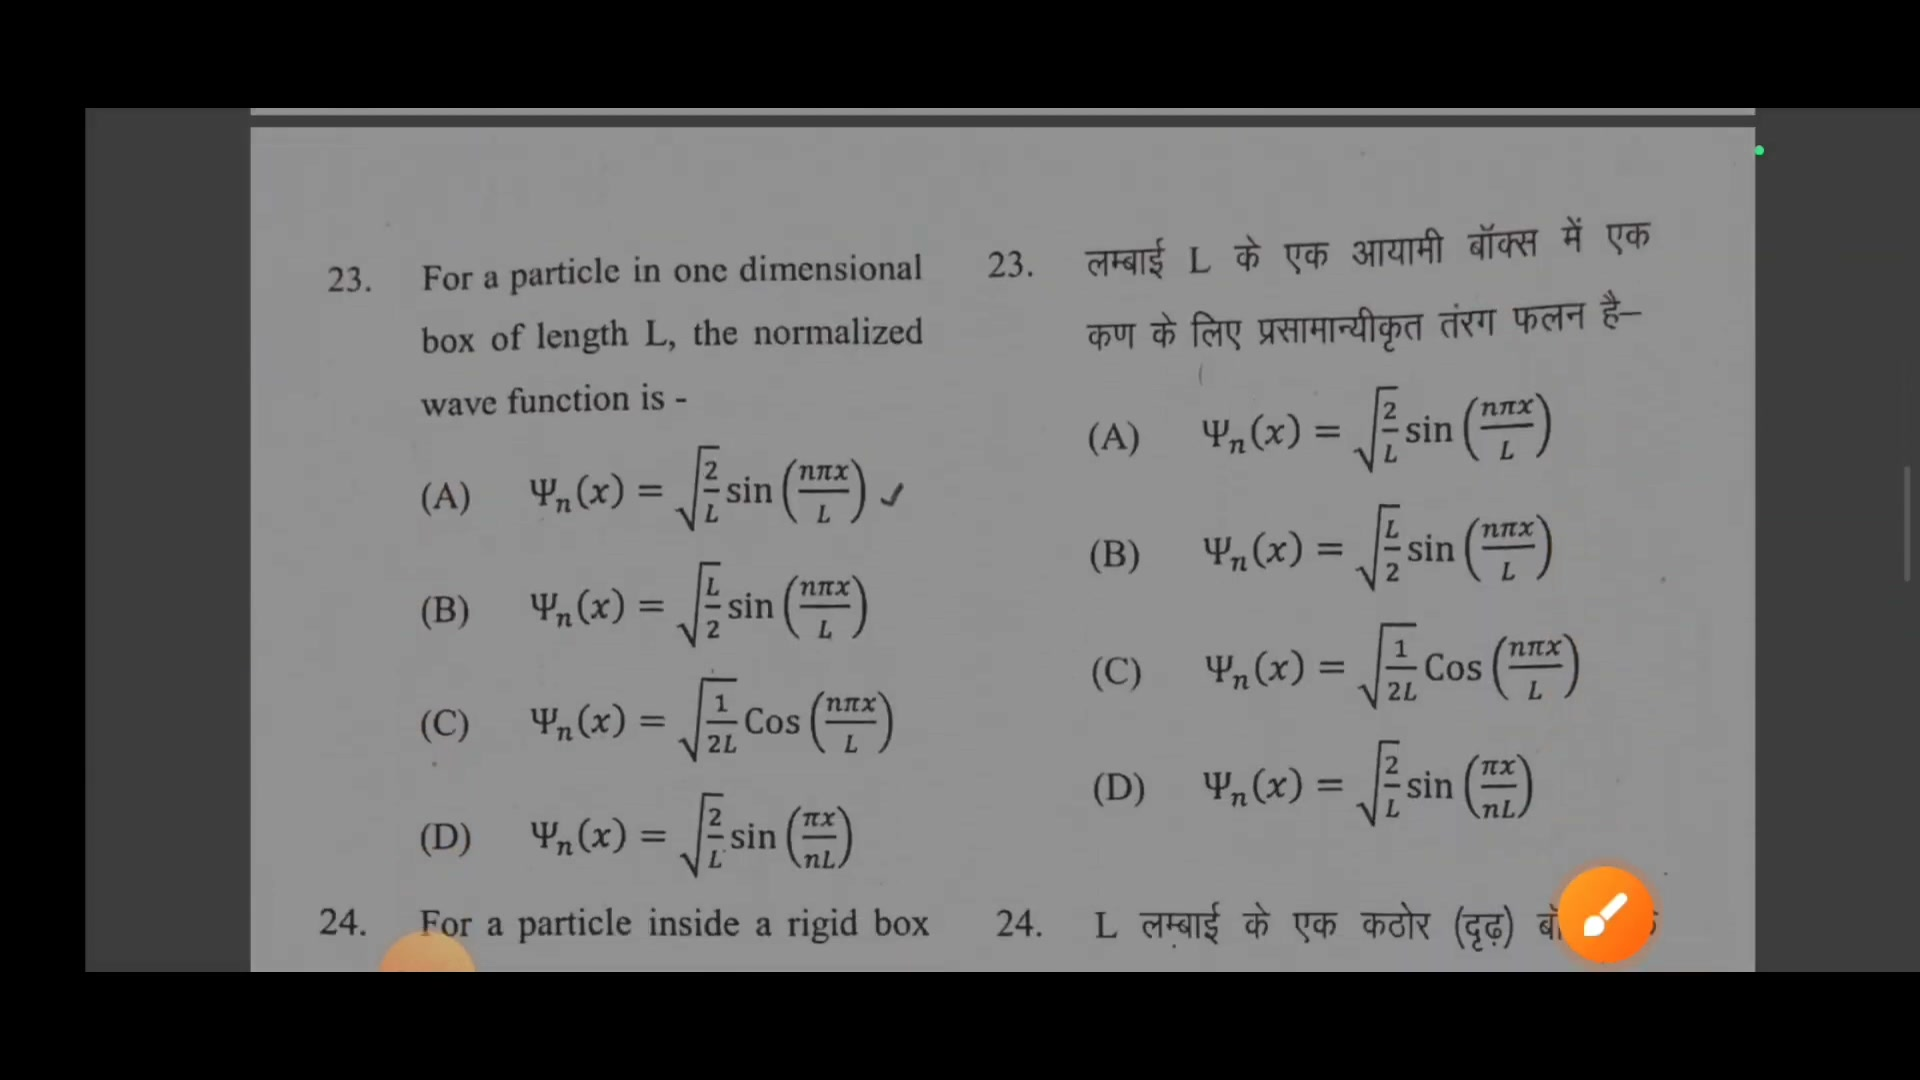 23. For a particle in one dimensional
box of length L, the normalized
wave function is -
(A) Ψn(x) = √(2/L) sin (nπx/L) ✓
(B) Ψn(x) = √(L/2) sin (nπx/L)
(C) Ψn(x) = √(1/2L) Cos (nπx/L)
(D) Ψn(x) = √(2/L) sin (πx/nL)
24. For a particle inside a rigid box
23. लम्बाई L के एक आयामी बॉक्स में एक
कण के लिए प्रसामान्यीकृत तंरग फलन है–
(A) Ψn(x) = √(2/L) sin (nπx/L)
(B) Ψn(x) = √(L/2) sin (nπx/L)
(C) Ψn(x) = √(1/2L) Cos (nπx/L)
(D) Ψn(x) = √(2/L) sin (πx/nL)
24. L लम्बाई के एक कठोर (दृढ़)